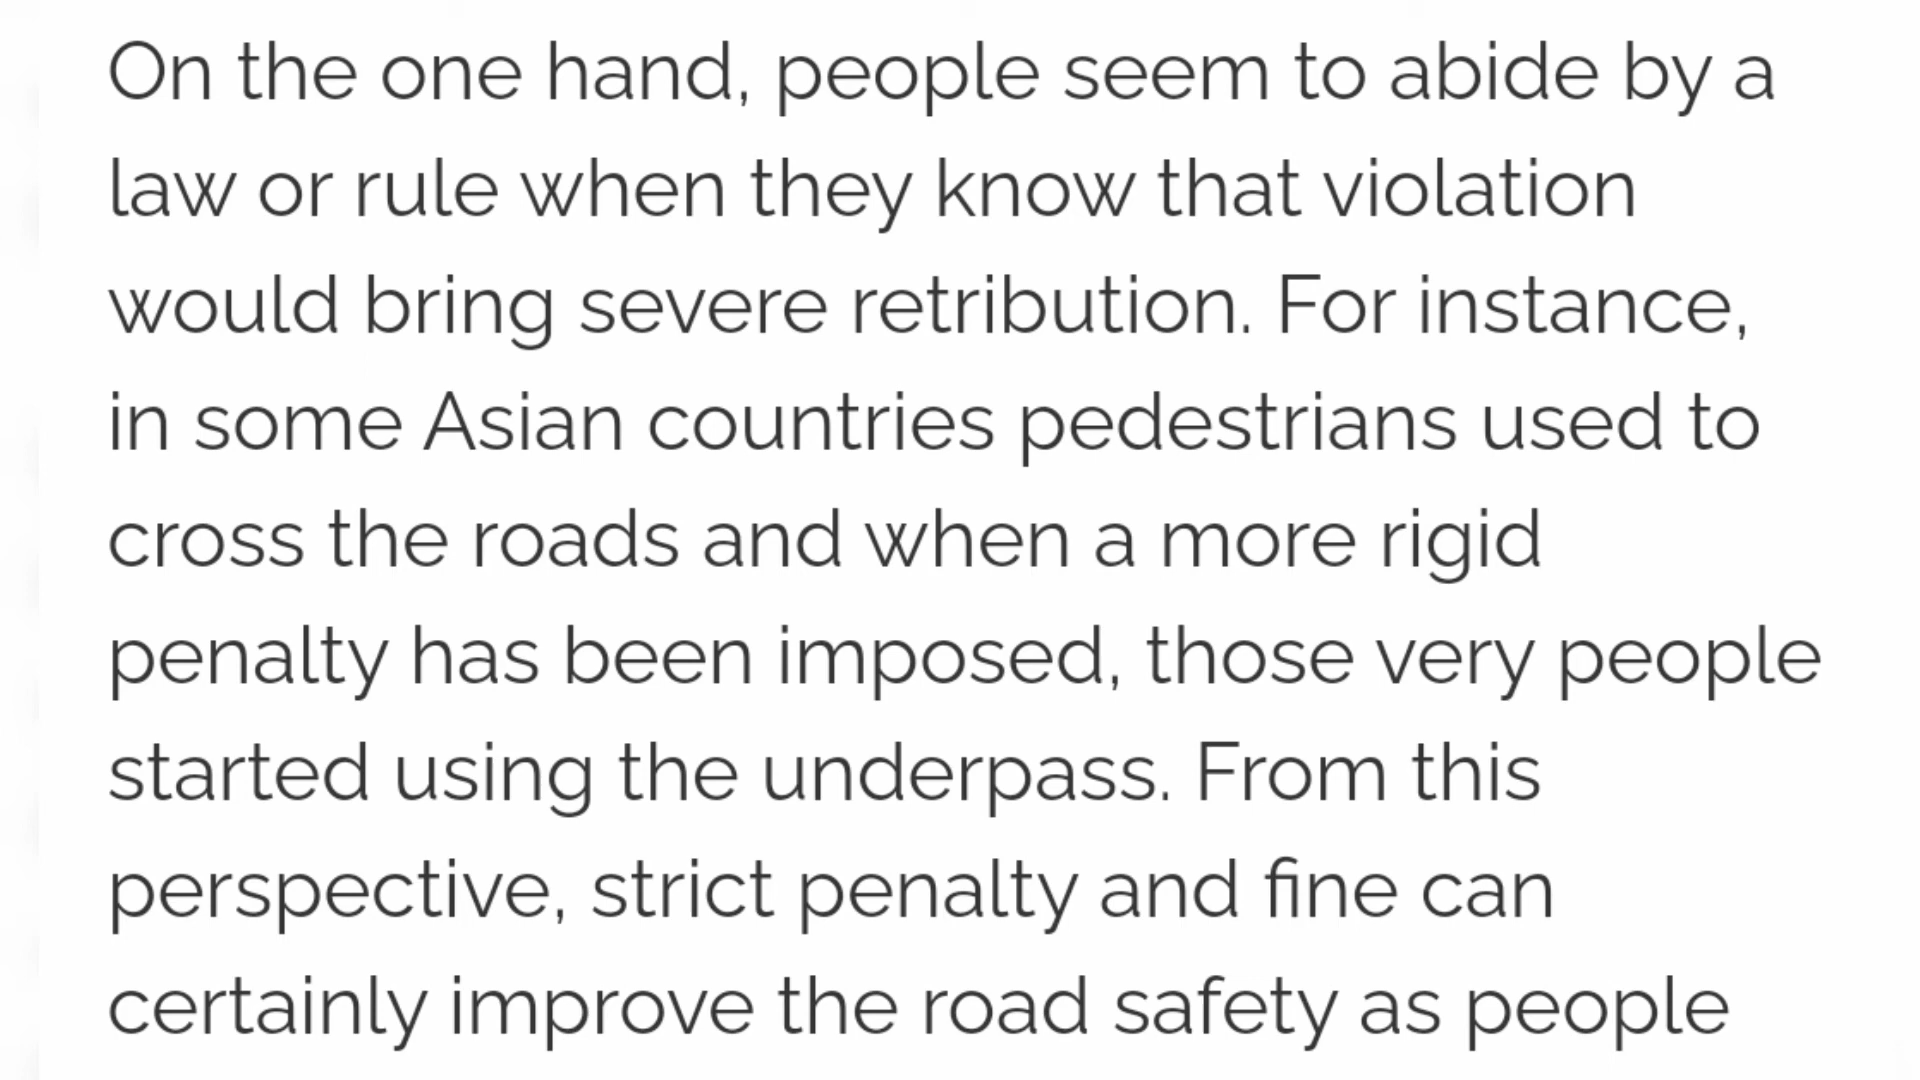 On the one hand, people seem to abide by a
law or rule when they know that violation
would bring severe retribution. For instance,
in some Asian countries pedestrians used to
cross the roads and when a more rigid
penalty has been imposed, those very people
started using the underpass. From this
perspective, strict penalty and fine can
certainly improve the road safety as people